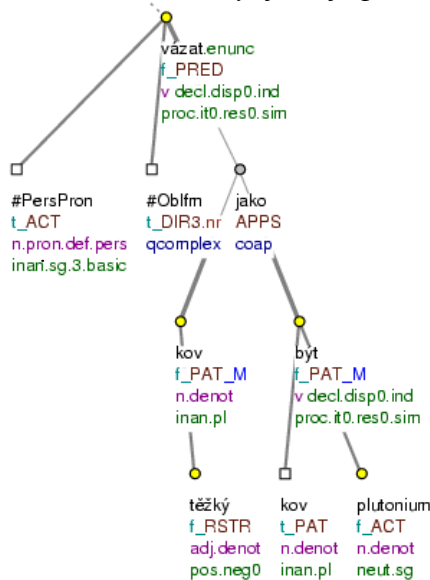 vázat.enunc
f_PRED
v decl.disp0.ind
proc.it0.res0.sim
#PersPron
t_ACT
n.pron.def.pers
inan.sg.3.basic
#Oblfm
t_DIR3.nr
qcomplex
jako
APPS
coap
kov
f_PAT_M
n.denot
inan.pl
být
f_PAT_M
v decl.disp0.ind
proc.it0.res0.sim
těžký
f_RSTR
adj.denot
pos.neg0
kov
t_PAT
n.denot
inan.pl
plutonium
f_ACT
n.denot
neut.sg